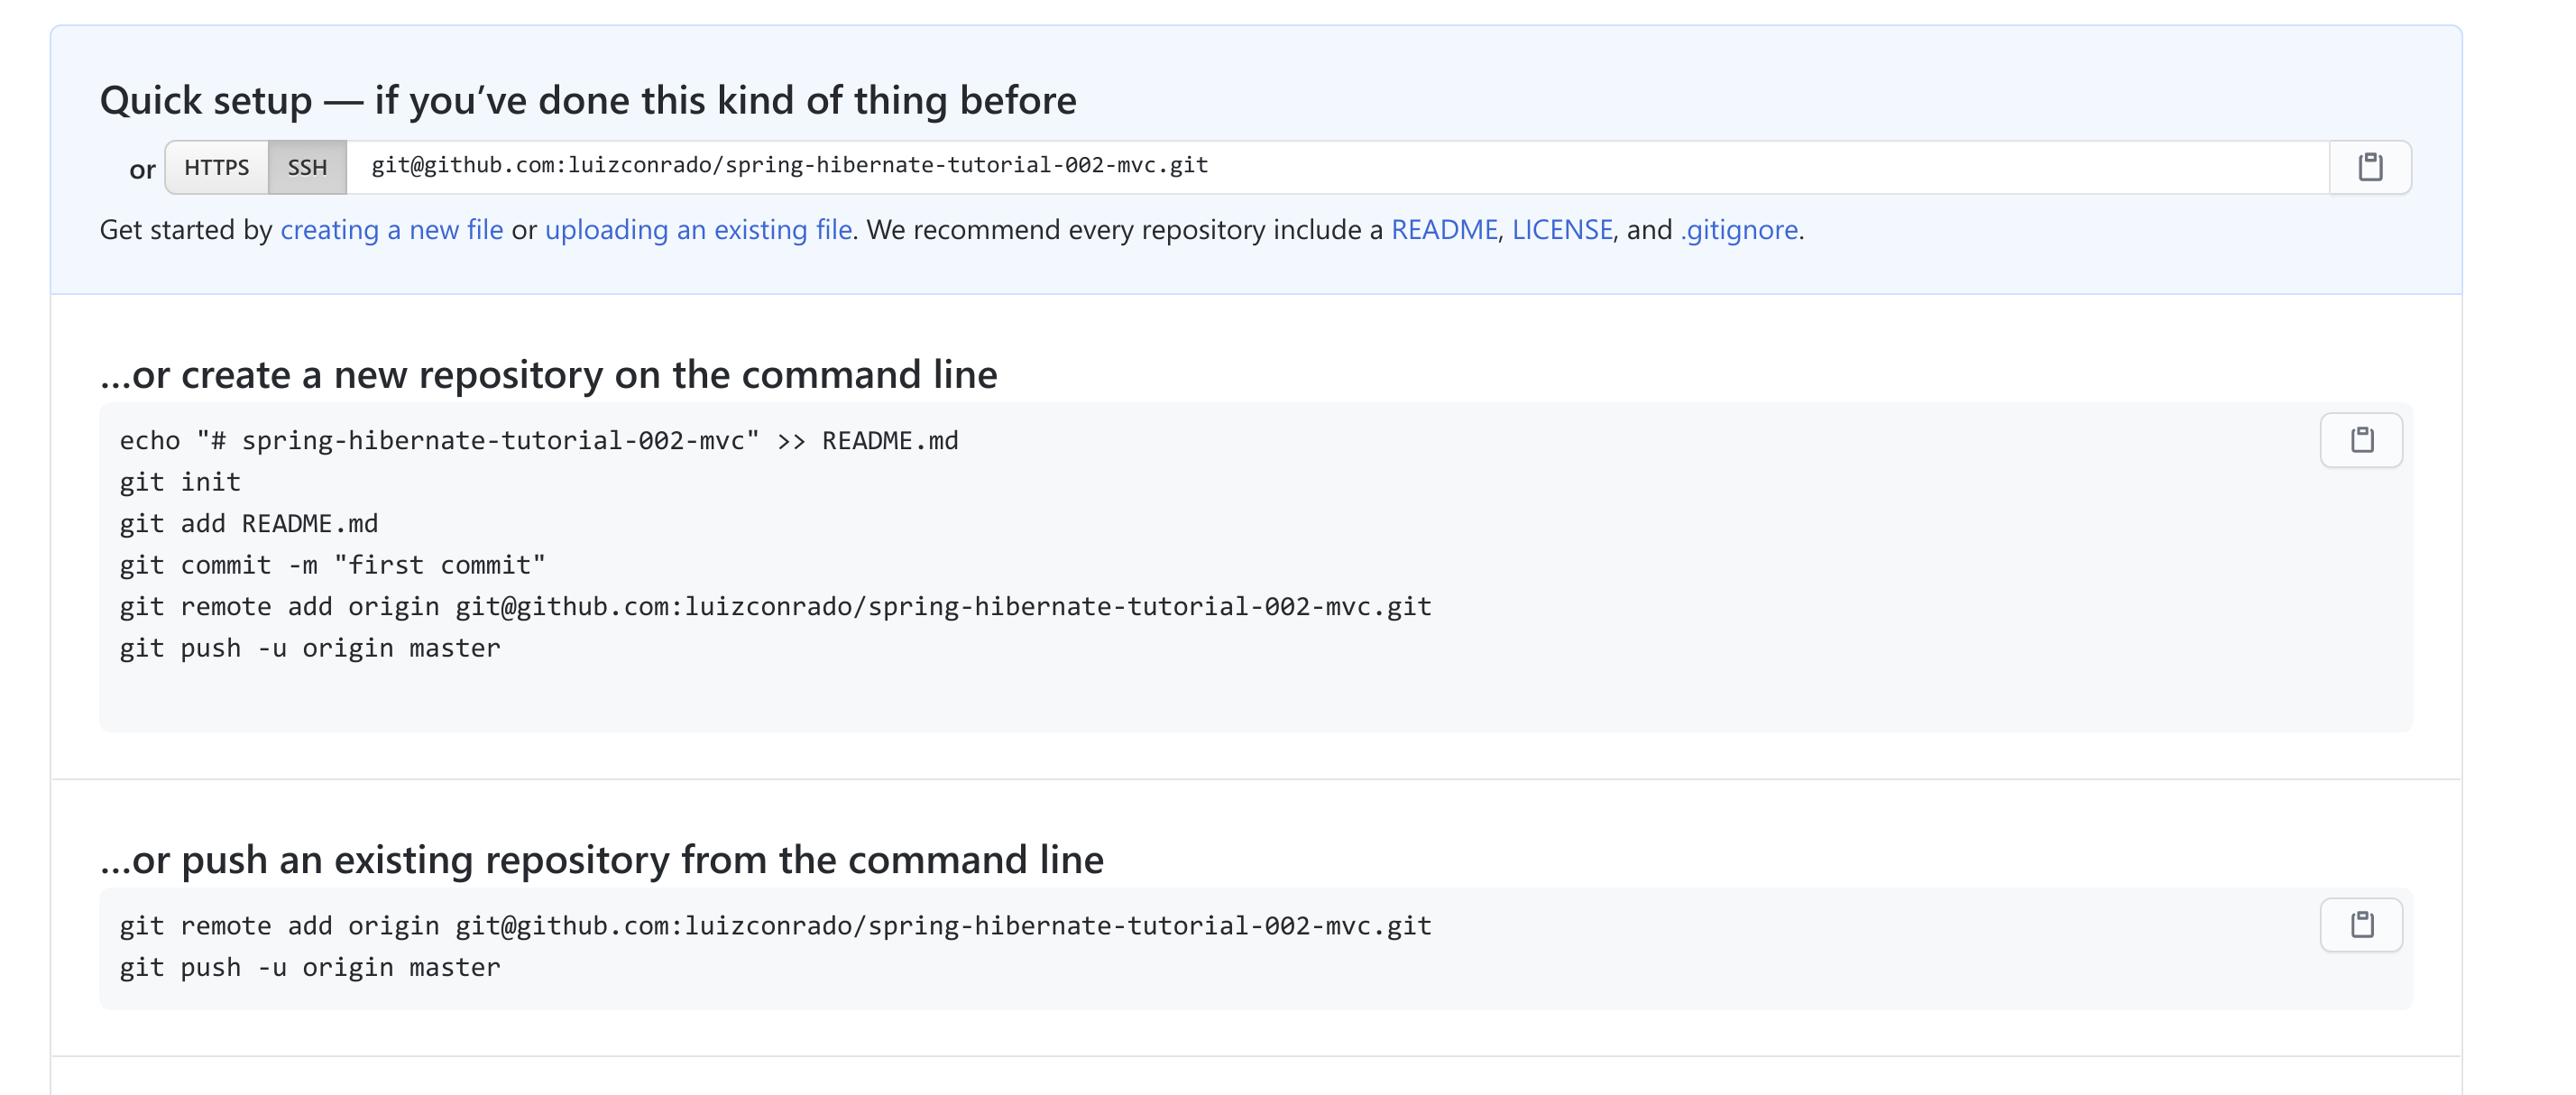 Quick setup — if you’ve done this kind of thing before
or HTTPS SSH git@github.com:luizconrado/spring-hibernate-tutorial-002-mvc.git
Get started by creating a new file or uploading an existing file. We recommend every repository include a README, LICENSE, and .gitignore.
...or create a new repository on the command line
echo "# spring-hibernate-tutorial-002-mvc" >> README.md
git init
git add README.md
git commit -m "first commit"
git remote add origin git@github.com:luizconrado/spring-hibernate-tutorial-002-mvc.git
git push -u origin master
...or push an existing repository from the command line
git remote add origin git@github.com:luizconrado/spring-hibernate-tutorial-002-mvc.git
git push -u origin master